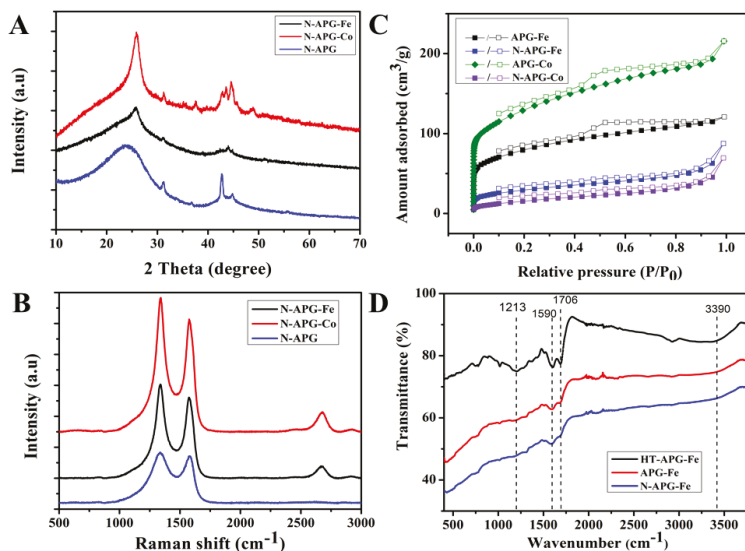 A
N-APG-Fe
N-APG-Co
N-APG
Intensity (a.u)
10 20 30 40 50 60 70
2 Theta (degree)
B
N-APG-Fe
N-APG-Co
N-APG
Intensity (a.u)
500 1000 1500 2000 2500 3000
Raman shift (cm-1)
C
/ APG-Fe
/ N-APG-Fe
/ APG-Co
/ N-APG-Co
Amount adsorbed (cm3/g)
200
100
0
0.0 0.2 0.4 0.6 0.8 1.0
Relative pressure (P/P0)
D
1213 1590 1706 3390
Transmittance (%)
100
80
60
40
HT-APG-Fe
APG-Fe
N-APG-Fe
500 1000 1500 2000 2500 3000 3500
Wavenumber (cm-1)